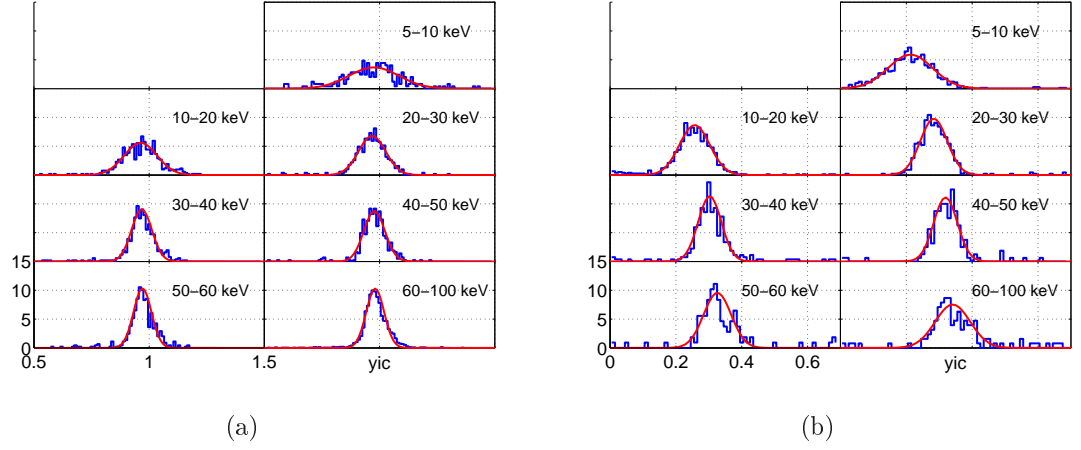 5−10 keV 5−10 keV
10−20 keV 20−30 keV 10−20 keV 20−30 keV
30−40 keV 40−50 keV 30−40 keV 40−50 keV
15 15
50−60 keV 60−100 keV 50−60 keV 60−100 keV
10 10
5 5
0 0
0.5 1 1.5 yic 0 0.2 0.4 0.6 yic
(a) (b)